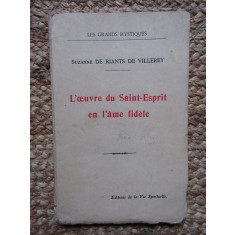 LES GRANDS MYSTIQUES
SUZANNE DE RIANTS DE VILLEREY
L'œuvre du Saint-Esprit
en l'âme fidèle
Editions de la Vie Spirituelle